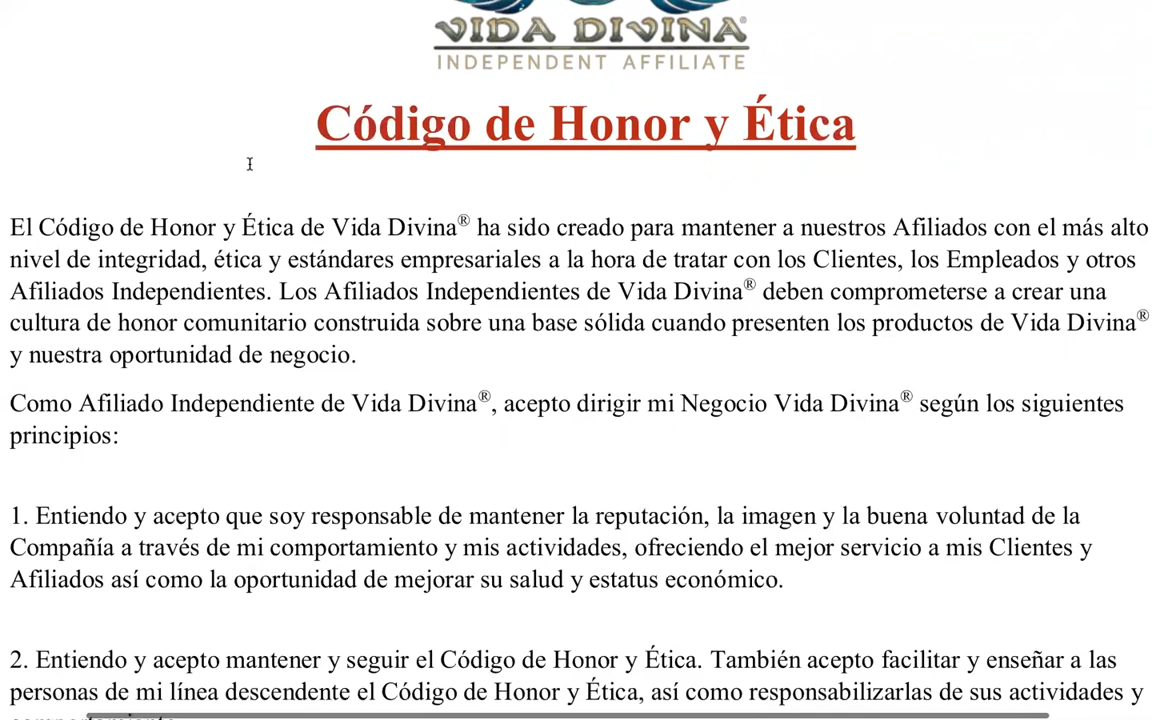 VIDA DIVINA®
INDEPENDENT AFFILIATE
Código de Honor y Ética
El Código de Honor y Ética de Vida Divina® ha sido creado para mantener a nuestros Afiliados con el más alto
nivel de integridad, ética y estándares empresariales a la hora de tratar con los Clientes, los Empleados y otros
Afiliados Independientes. Los Afiliados Independientes de Vida Divina® deben comprometerse a crear una
cultura de honor comunitario construida sobre una base sólida cuando presenten los productos de Vida Divina®
y nuestra oportunidad de negocio.
Como Afiliado Independiente de Vida Divina®, acepto dirigir mi Negocio Vida Divina® según los siguientes
principios:
1. Entiendo y acepto que soy responsable de mantener la reputación, la imagen y la buena voluntad de la
Compañía a través de mi comportamiento y mis actividades, ofreciendo el mejor servicio a mis Clientes y
Afiliados así como la oportunidad de mejorar su salud y estatus económico.
2. Entiendo y acepto mantener y seguir el Código de Honor y Ética. También acepto facilitar y enseñar a las
personas de mi línea descendente el Código de Honor y Ética, así como responsabilizarlas de sus actividades y